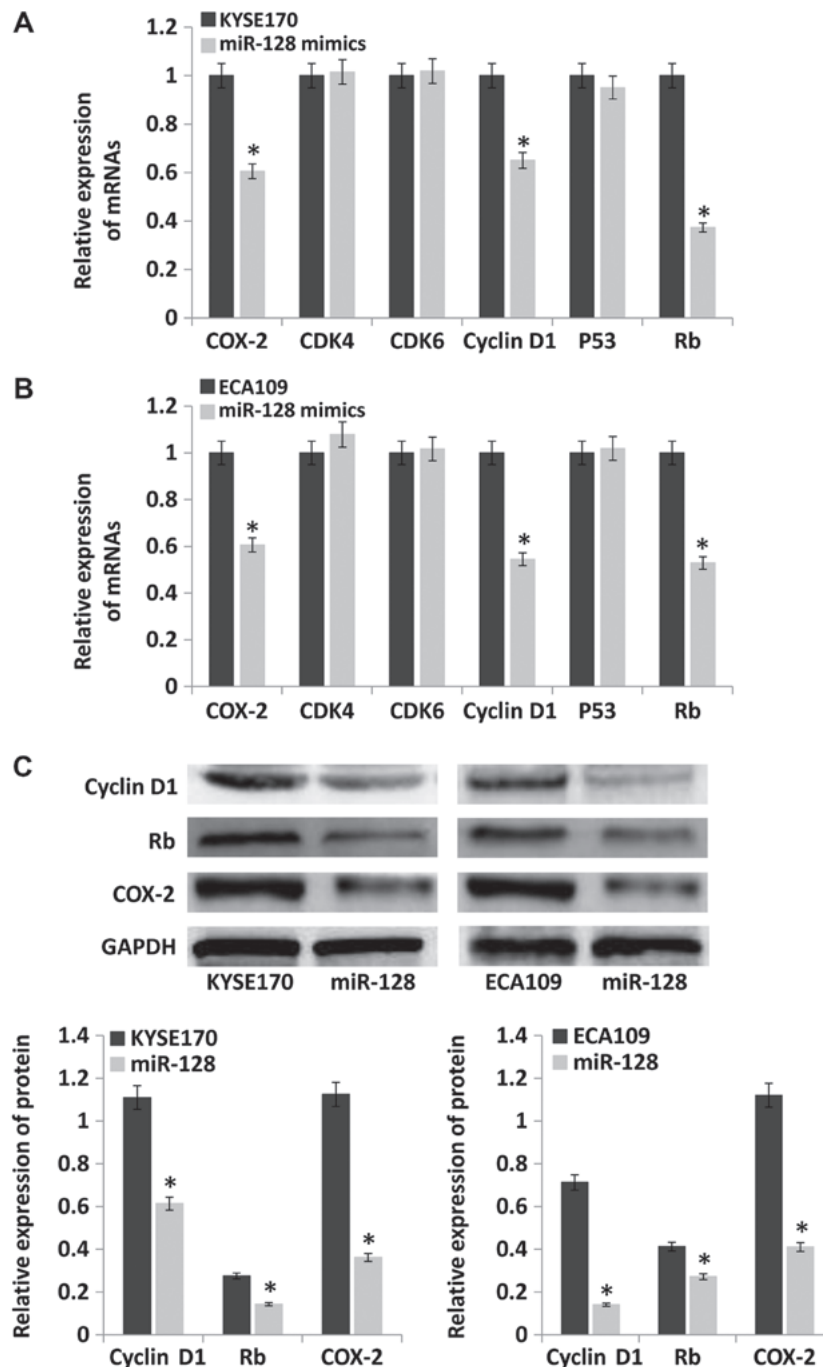 A
KYSE170
miR-128 mimics
Relative expression
of mRNAs
1.2
1
0.8
0.6
0.4
0.2
0
*
*
*
COX-2 CDK4 CDK6 Cyclin D1 P53 Rb
B
ECA109
miR-128 mimics
Relative expression
of mRNAs
1.2
1
0.8
0.6
0.4
0.2
0
*
*
*
COX-2 CDK4 CDK6 Cyclin D1 P53 Rb
C
Cyclin D1
Rb
COX-2
GAPDH
KYSE170 miR-128 ECA109 miR-128
KYSE170
miR-128
Relative expression of protein
1.4
1.2
1
0.8
0.6
0.4
0.2
0
*
*
*
Cyclin D1 Rb COX-2
ECA109
miR-128
Relative expression of protein
1.4
1.2
1
0.8
0.6
0.4
0.2
0
*
*
*
Cyclin D1 Rb COX-2